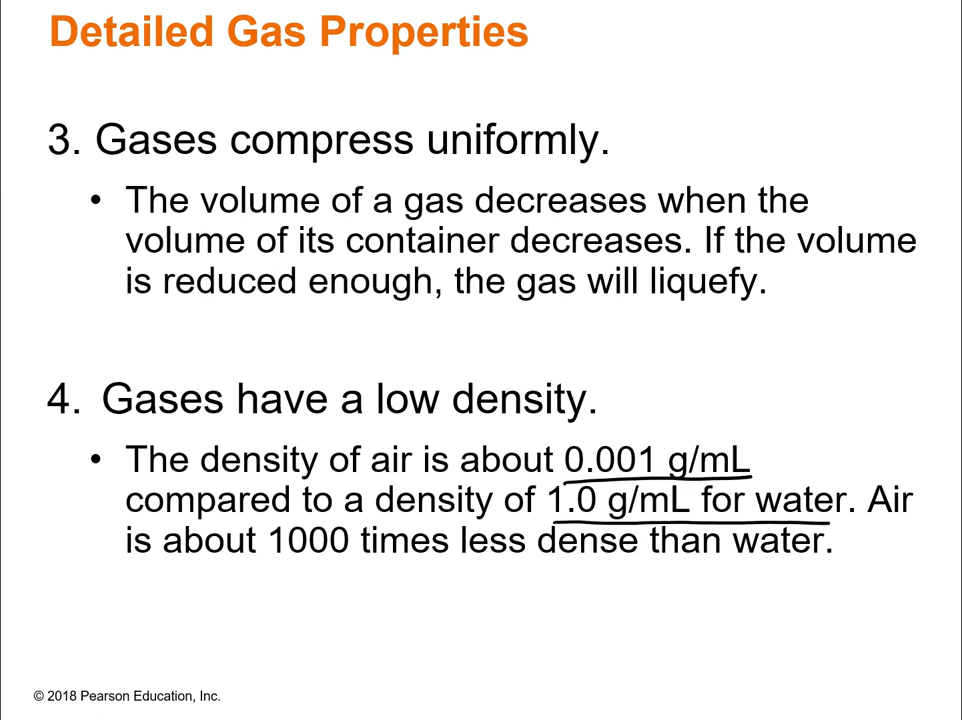 Detailed Gas Properties
3. Gases compress uniformly.
• The volume of a gas decreases when the
volume of its container decreases. If the volume
is reduced enough, the gas will liquefy.
4. Gases have a low density.
• The density of air is about 0.001 g/mL
compared to a density of 1.0 g/mL for water. Air
is about 1000 times less dense than water.
© 2018 Pearson Education, Inc.